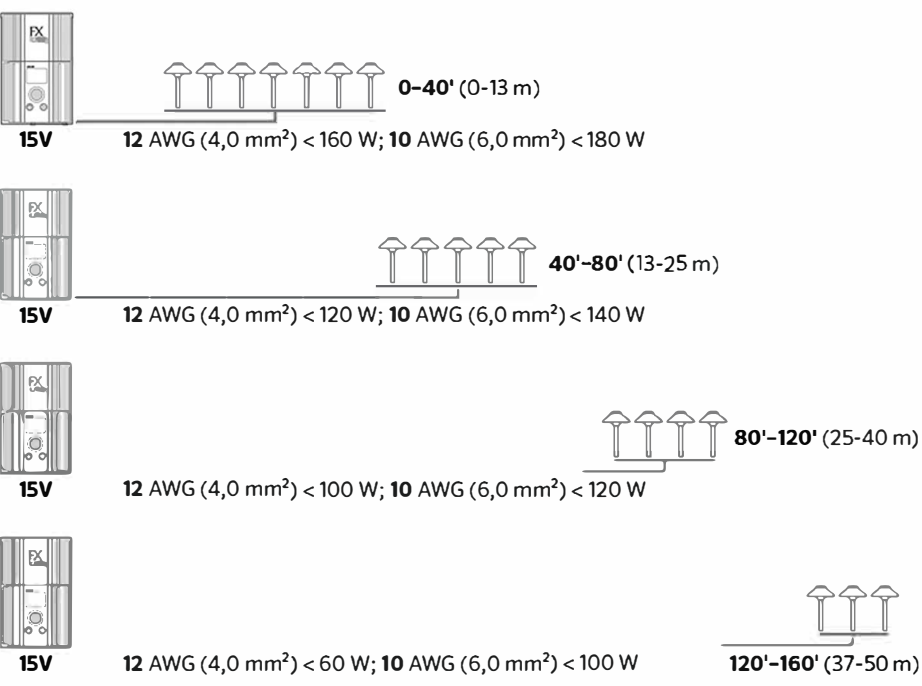 FX
0-40' (0-13 m)
15V
12 AWG (4,0 mm²) < 160 W; 10 AWG (6,0 mm²) < 180 W
FX
40'-80' (13-25 m)
15V
12 AWG (4,0 mm²) < 120 W; 10 AWG (6,0 mm²) < 140 W
FX
80'-120' (25-40 m)
15V
12 AWG (4,0 mm²) < 100 W; 10 AWG (6,0 mm²) < 120 W
FX
15V
12 AWG (4,0 mm²) < 60 W; 10 AWG (6,0 mm²) < 100 W
120'-160' (37-50 m)